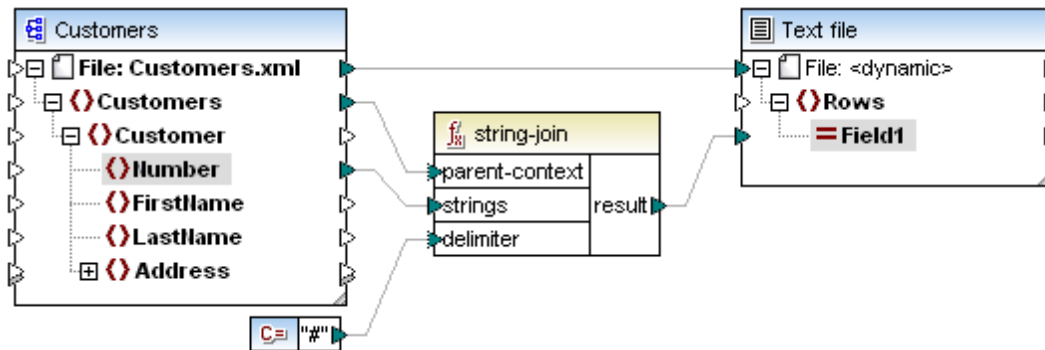 Customers
File: Customers.xml
Customers
Customer
Number
FirstName
LastName
Address
C= "#"
string-join
parent-context
strings
delimiter
result
Text file
File: <dynamic>
Rows
Field1